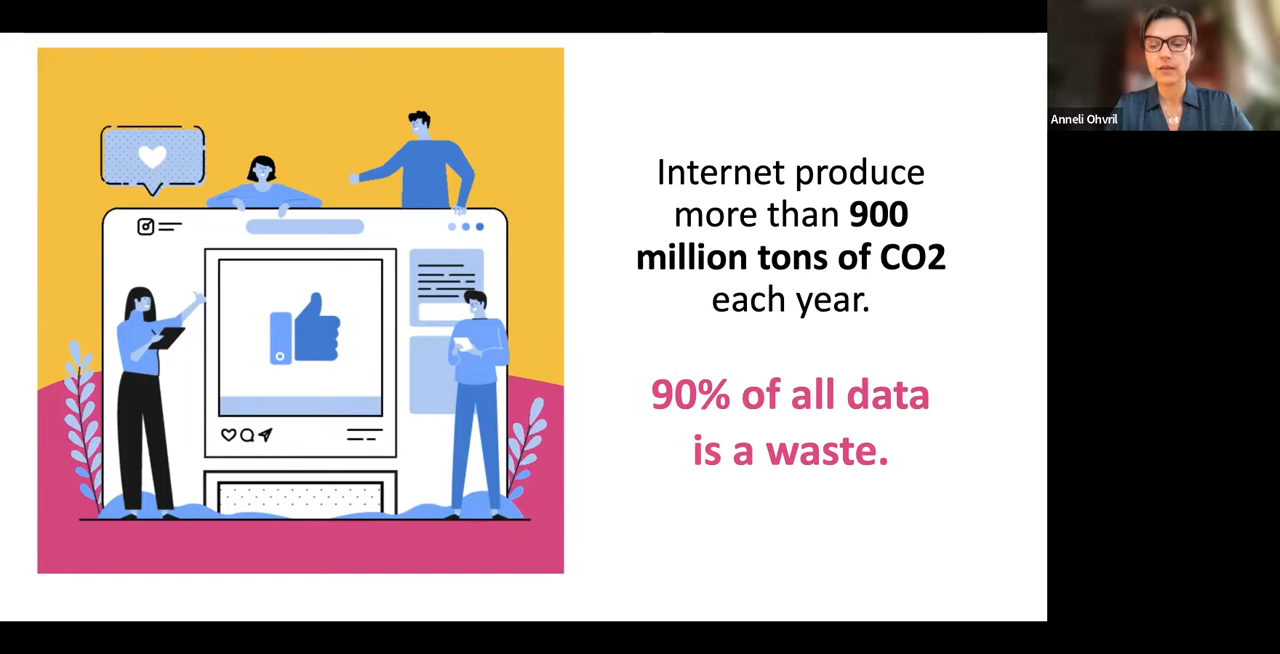 Internet produce
more than 900
million tons of CO2
each year.
90% of all data
is a waste.
Anneli Ohvril